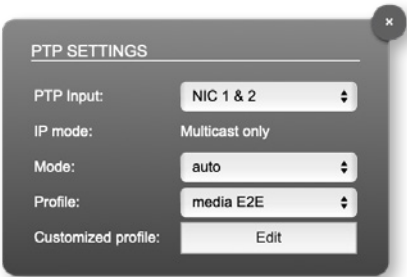 ×
PTP SETTINGS
PTP Input: NIC 1 & 2
IP mode: Multicast only
Mode: auto
Profile: media E2E
Customized profile: Edit